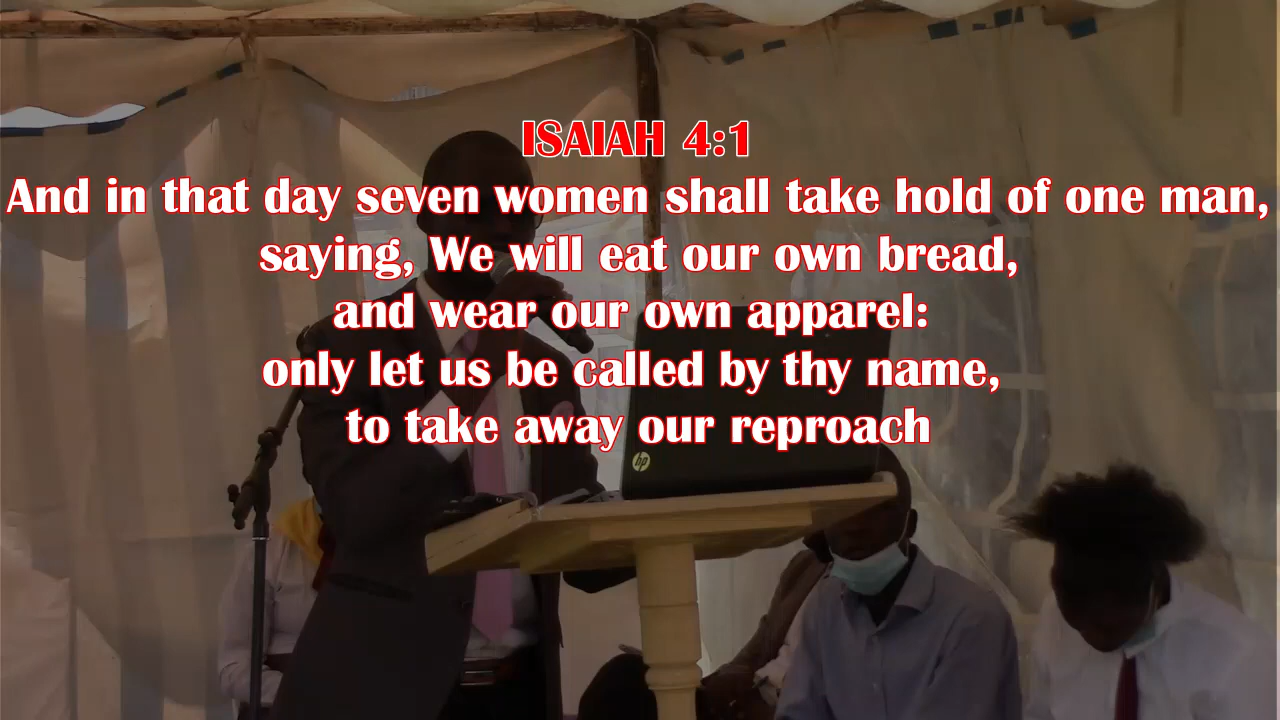 ISAIAH 4:1
And in that day seven women shall take hold of one man,
saying, We will eat our own bread,
and wear our own apparel:
only let us be called by thy name,
to take away our reproach
hp